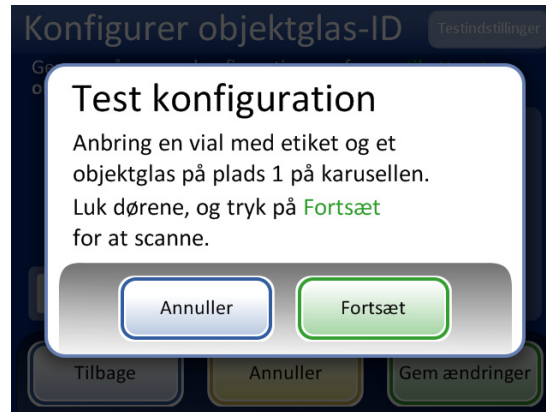 Konfigurer objektglas-ID
Testindstillinger
Test konfiguration
Anbring en vial med etiket og et
objektglas på plads 1 på karusellen.
Luk dørene, og tryk på Fortsæt
for at scanne.
Annuller
Fortsæt
Tilbage
Annuller
Gem ændringer